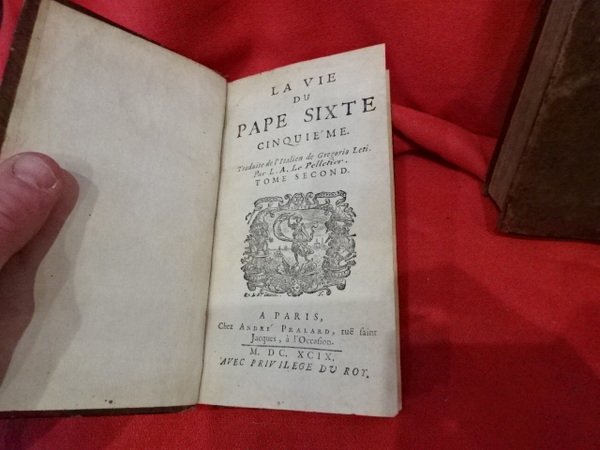 LA VIE
DU
PAPE SIXTE
CINQUIE'ME.
Traduite de l'Italien de Gregorio Leti.
Par L. A. Le Pelletier.
TOME SECOND.
A PARIS,
Chez ANDRÉ PRALARD, ruë saint
Jacques, à l'Occasion.
M. DC. XCIX.
AVEC PRIVILEGE DU ROY.